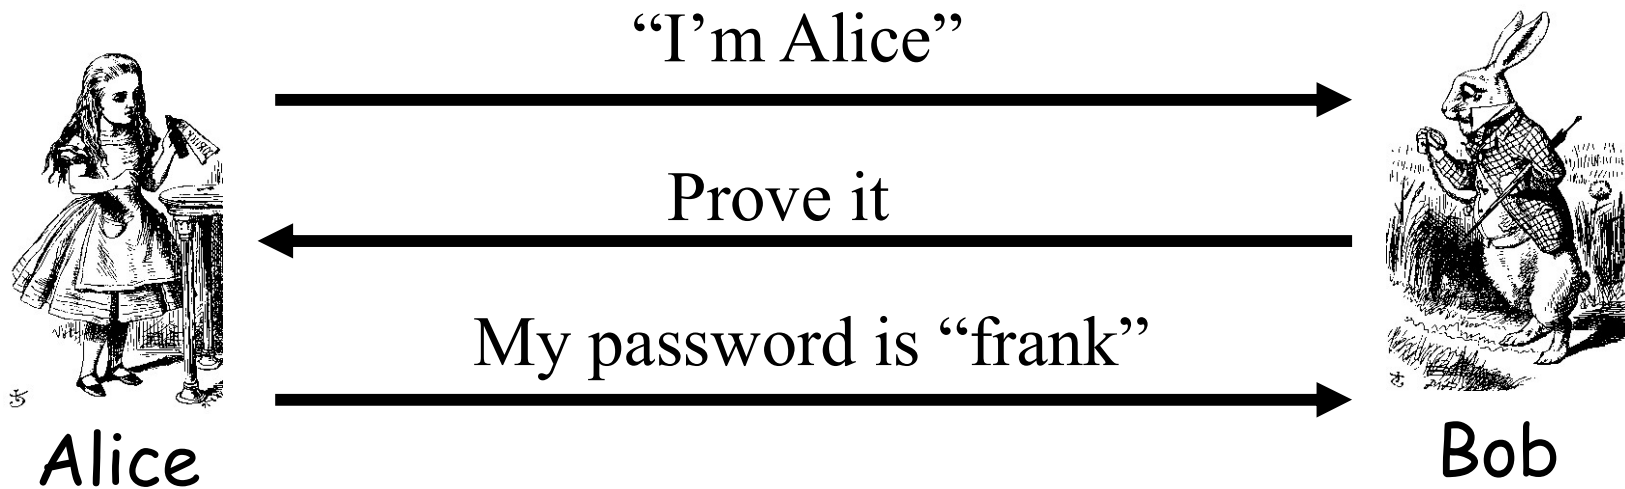 “I’m Alice”
Prove it
My password is “frank”
Alice
Bob